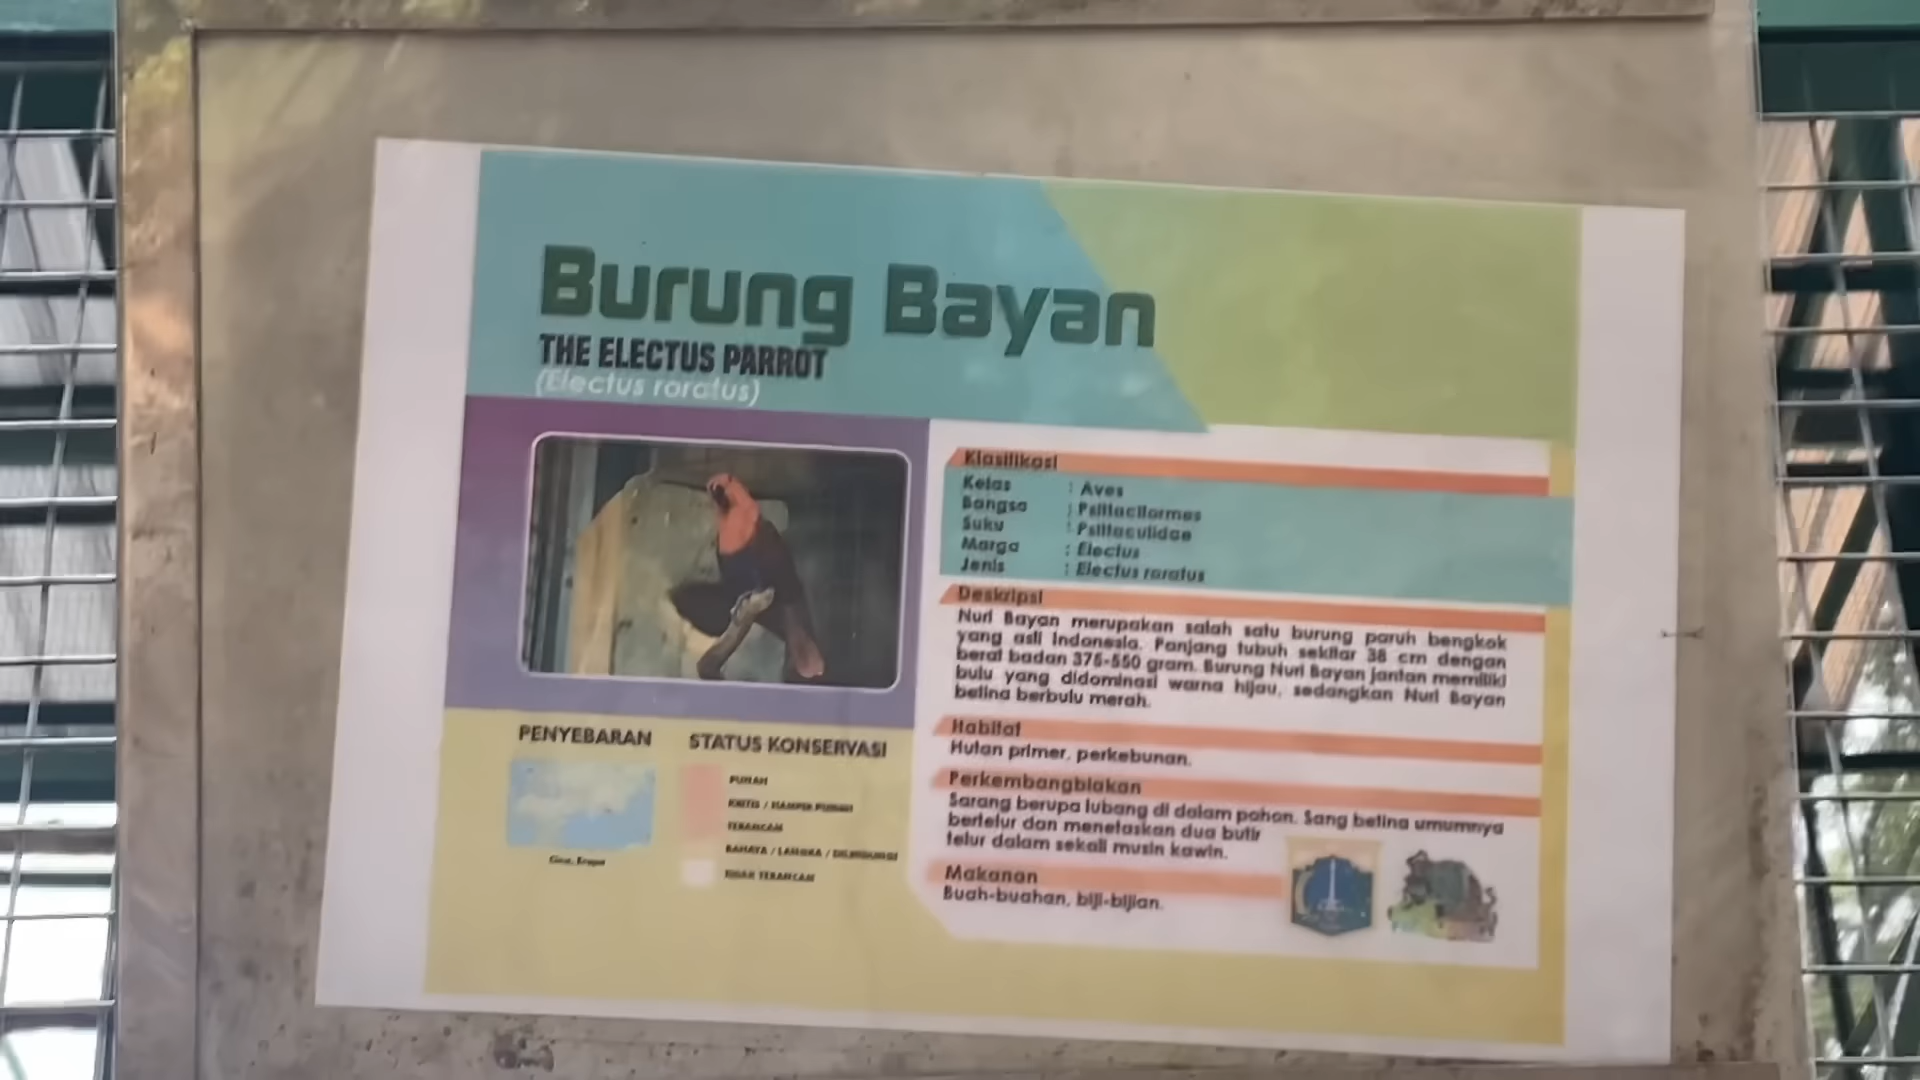 Burung Bayan
THE ELECTUS PARROT
(Electus roratus)
Klasifikasi
Kelas : Aves
Bangsa : Psittaciformes
Suku : Psittaculidae
Marga : Electus
Jenis : Electus roratus
Deskripsi
Nuri Bayan merupakan salah satu burung paruh bengkok
yang asli Indonesia. Panjang tubuh sekitar 38 cm dengan
berat badan 375-550 gram. Burung Nuri Bayan jantan memiliki
bulu yang didominasi warna hijau, sedangkan Nuri Bayan
betina berbulu merah.
Habitat
Hutan primer, perkebunan.
Perkembangbiakan
Sarang berupa lubang di dalam pohon. Sang betina umumnya
bertelur dan menetaskan dua butir
telur dalam sekali musin kawin.
Makanan
Buah-buahan, biji-bijian.
PENYEBARAN
STATUS KONSERVASI
PUNAH
KRITIS / HAMPIR PUNAH
TERANCAM
BAHAYA / LANGKA / DILINDUNGI
TIDAK TERANCAM